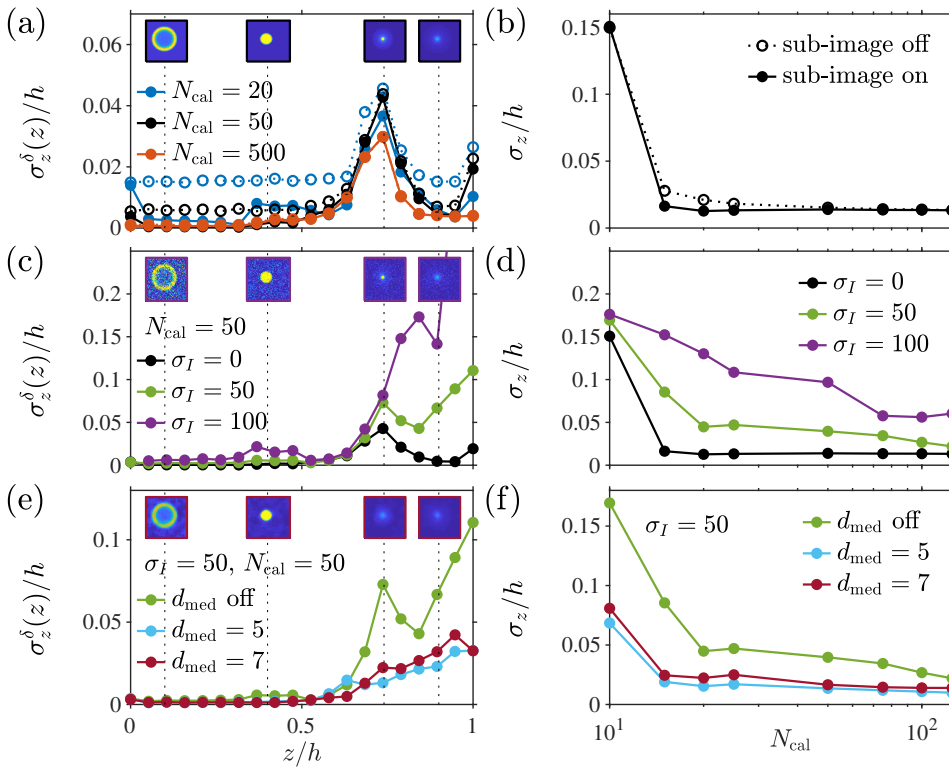 (a)
0.06
0.04
0.02
0
σ_z^δ(z)/h
N_cal = 20
N_cal = 50
N_cal = 500
(b)
0.15
0.1
0.05
0
σ_z/h
sub-image off
sub-image on
(c)
0.2
0.15
0.1
0.05
0
σ_z^δ(z)/h
N_cal = 50
σ_I = 0
σ_I = 50
σ_I = 100
(d)
0.2
0.15
0.1
0.05
0
σ_z/h
σ_I = 0
σ_I = 50
σ_I = 100
(e)
0.1
0.05
0
σ_z^δ(z)/h
σ_I = 50, N_cal = 50
d_med off
d_med = 5
d_med = 7
0 0.5 1
z/h
(f)
0.15
0.1
0.05
0
σ_z/h
σ_I = 50
d_med off
d_med = 5
d_med = 7
10^1 10^2
N_cal